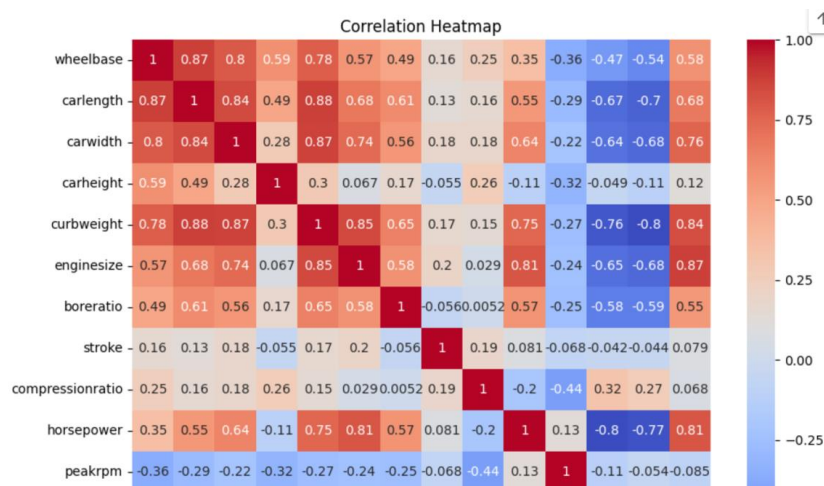 Correlation Heatmap
wheelbase 1 0.87 0.8 0.59 0.78 0.57 0.49 0.16 0.25 0.35 -0.36 -0.47 -0.54 0.58
carlength 0.87 1 0.84 0.49 0.88 0.68 0.61 0.13 0.16 0.55 -0.29 -0.67 -0.7 0.68
carwidth 0.8 0.84 1 0.28 0.87 0.74 0.56 0.18 0.18 0.64 -0.22 -0.64 -0.68 0.76
carheight 0.59 0.49 0.28 1 0.3 0.067 0.17 -0.055 0.26 -0.11 -0.32 -0.049 -0.11 0.12
curbweight 0.78 0.88 0.87 0.3 1 0.85 0.65 0.17 0.15 0.75 -0.27 -0.76 -0.8 0.84
enginesize 0.57 0.68 0.74 0.067 0.85 1 0.58 0.2 0.029 0.81 -0.24 -0.65 -0.68 0.87
boreratio 0.49 0.61 0.56 0.17 0.65 0.58 1 -0.056 0.0052 0.57 -0.25 -0.58 -0.59 0.55
stroke 0.16 0.13 0.18 -0.055 0.17 0.2 -0.056 1 0.19 0.081 -0.068 -0.042 -0.044 0.079
compressionratio 0.25 0.16 0.18 0.26 0.15 0.029 0.0052 0.19 1 -0.2 -0.44 0.32 0.27 0.068
horsepower 0.35 0.55 0.64 -0.11 0.75 0.81 0.57 0.081 -0.2 1 0.13 -0.8 -0.77 0.81
peakrpm -0.36 -0.29 -0.22 -0.32 -0.27 -0.24 -0.25 -0.068 -0.44 0.13 1 -0.11 -0.054 -0.085
1.00
0.75
0.50
0.25
0.00
-0.25